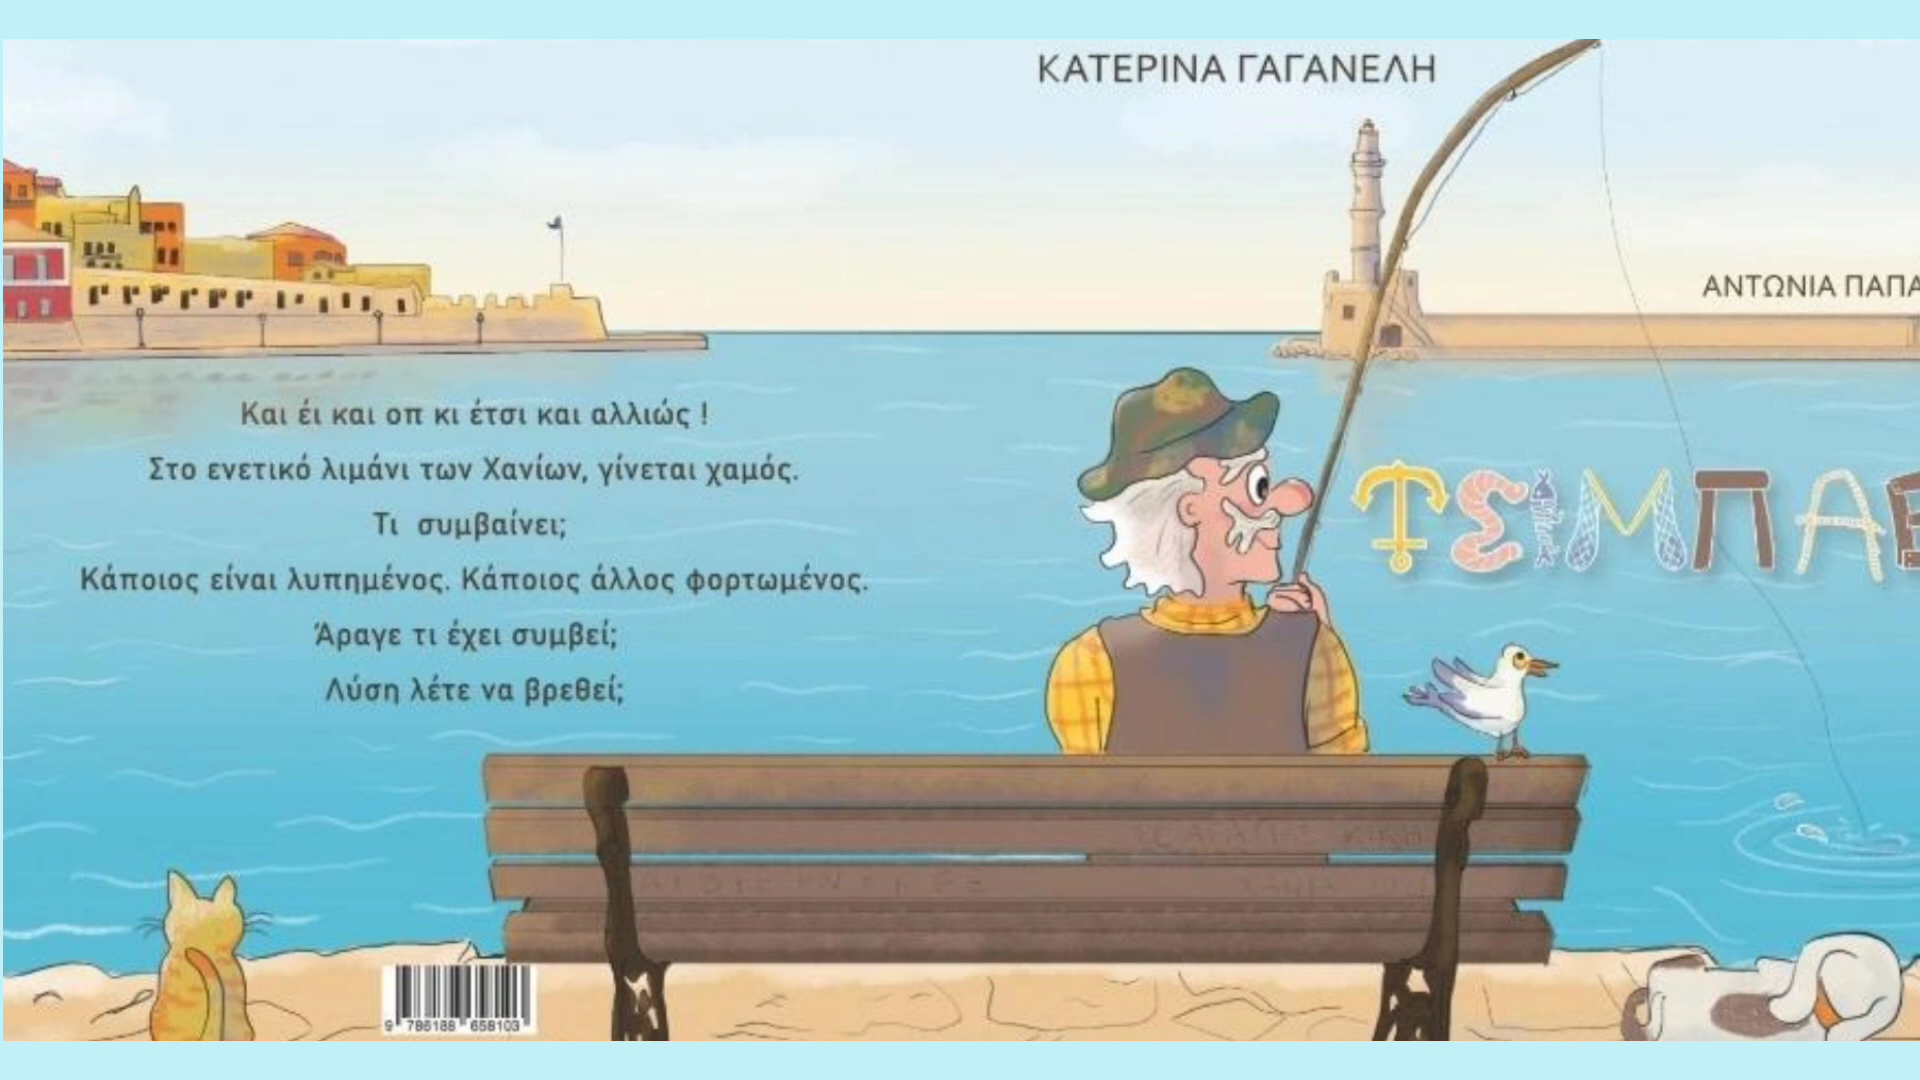 Και έι και οπ κι έτσι και αλλιώς !
Στο ενετικό λιμάνι των Χανίων, γίνεται χαμός.
Τι συμβαίνει;
Κάποιος είναι λυπημένος. Κάποιος άλλος φορτωμένος.
Άραγε τι έχει συμβεί;
Λύση λέτε να βρεθεί;
9 786188 658103
ΚΑΤΕΡΙΝΑ ΓΑΓΑΝΕΛΗ
ΑΝΤΩΝΙΑ ΠΑΠΑ
ΤΣΙΜΠΑΕ